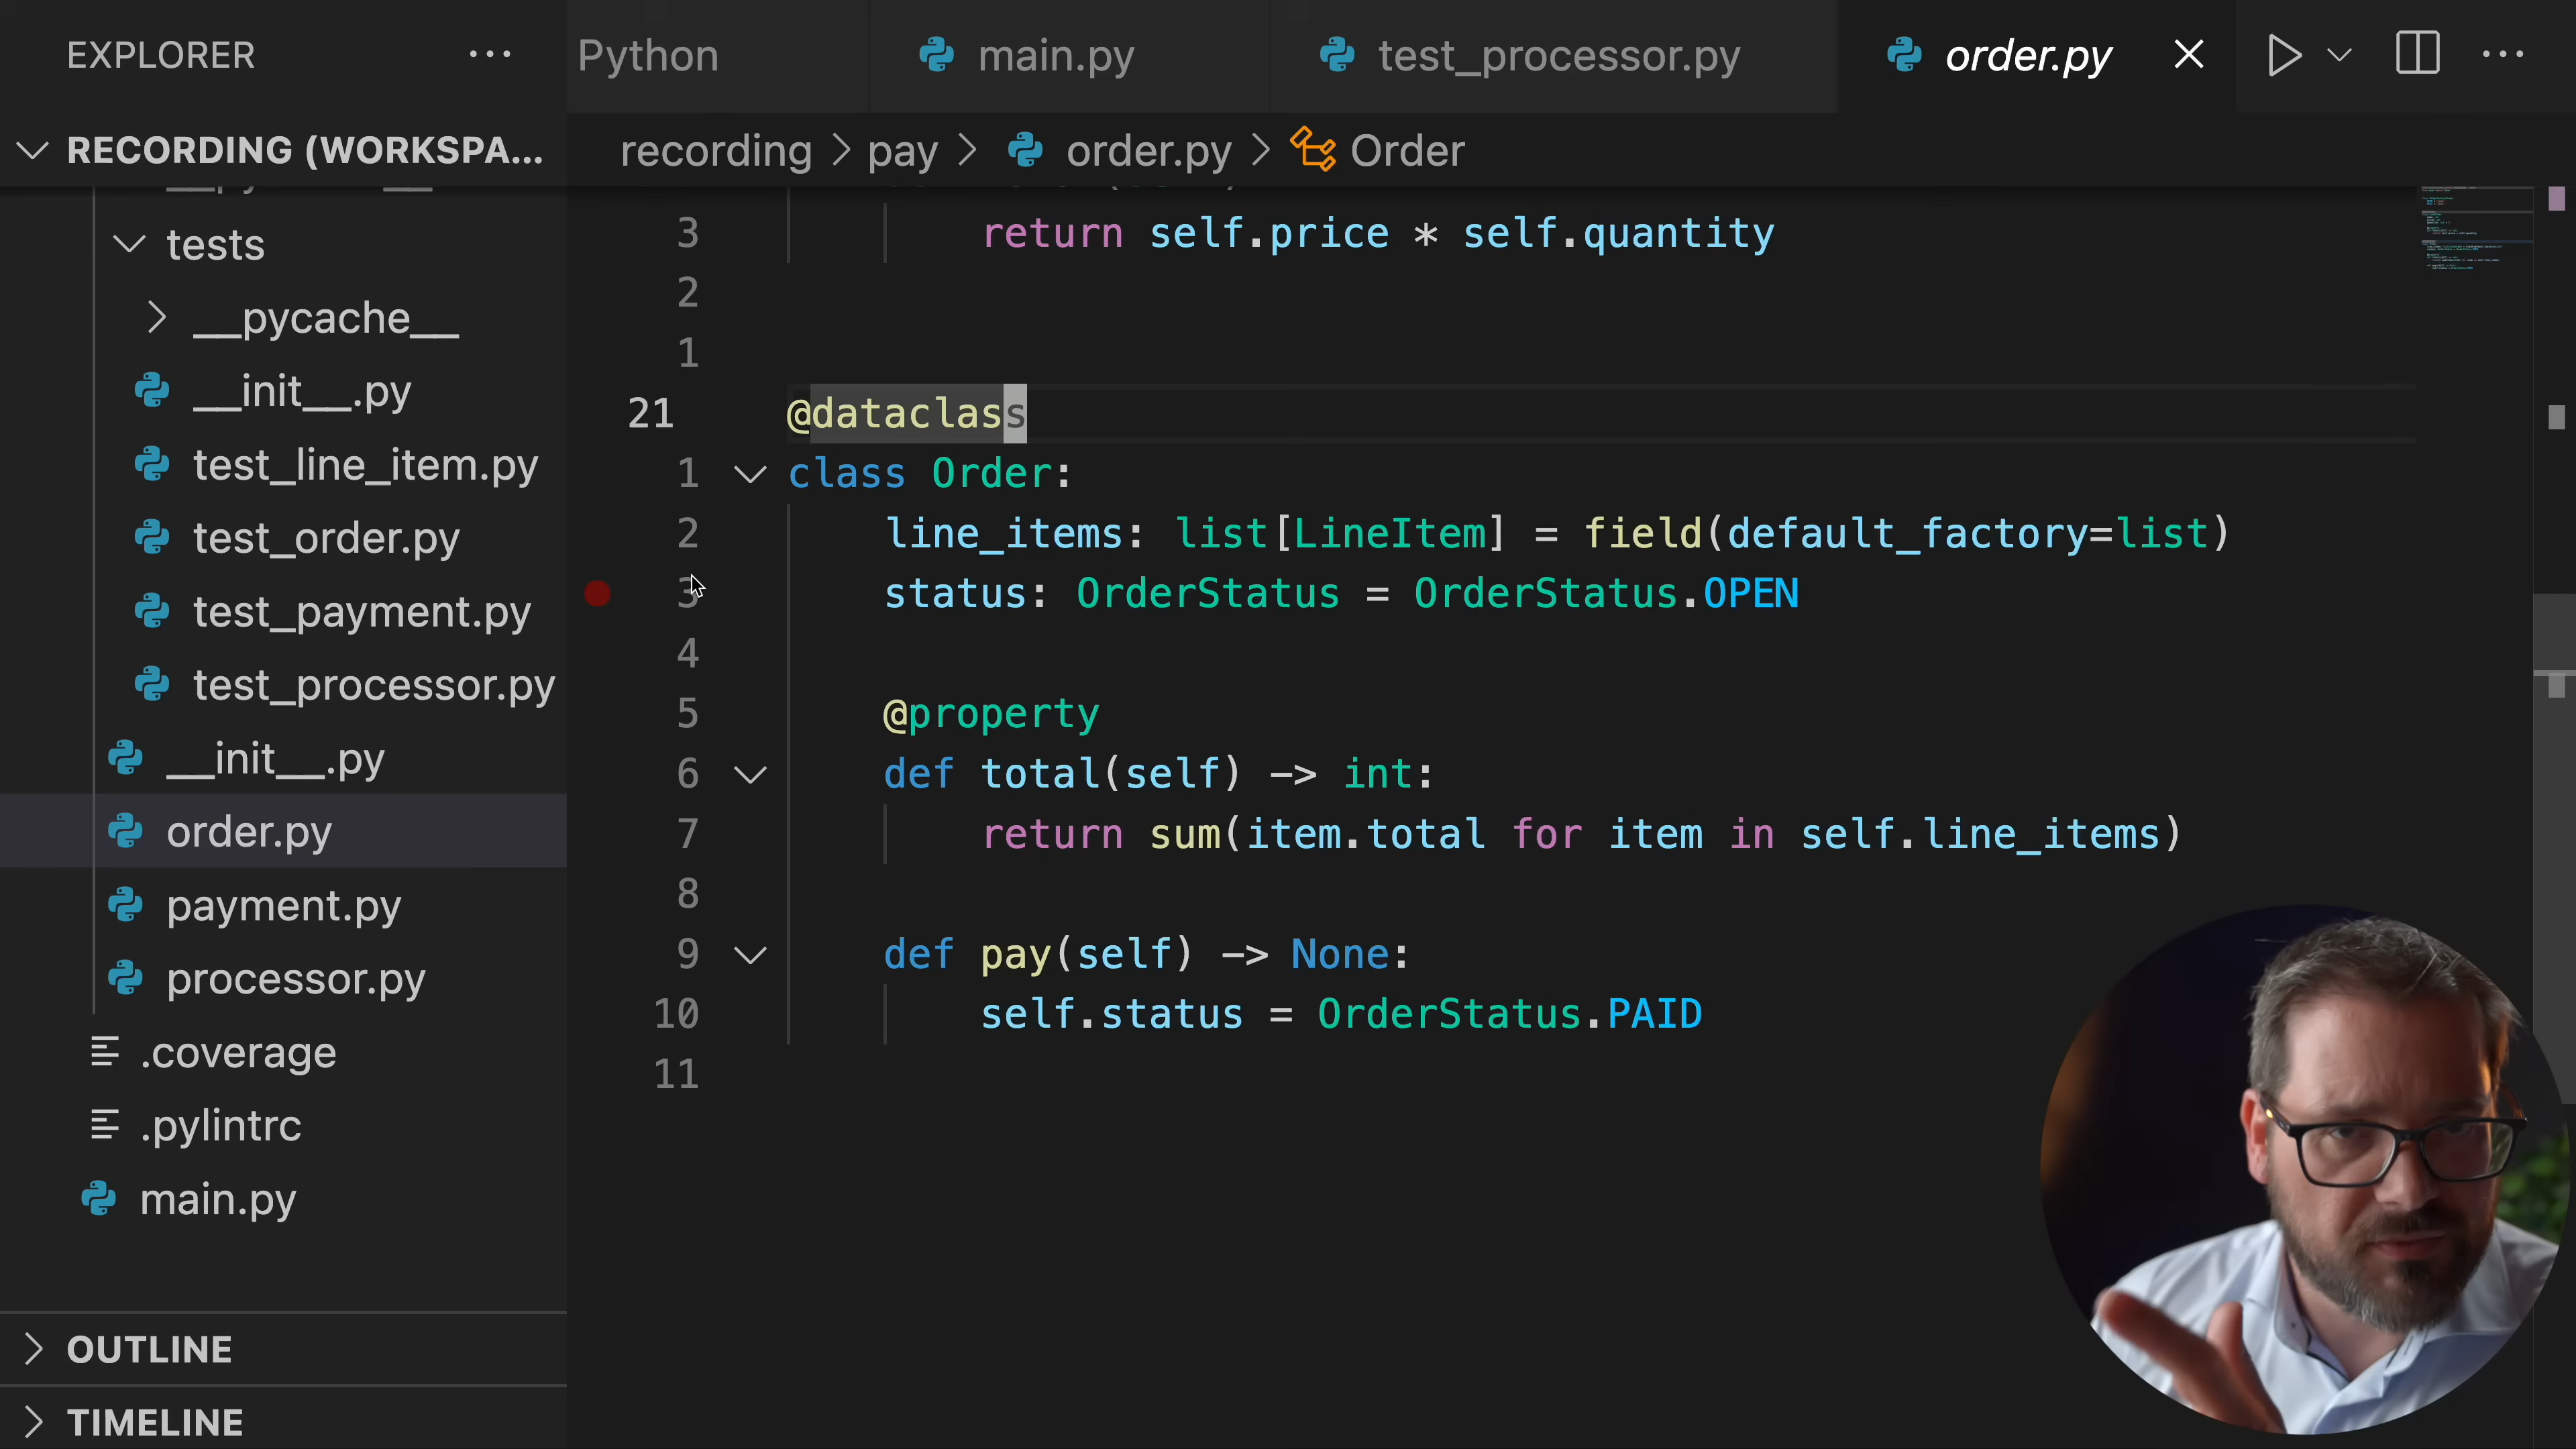 EXPLORER
Python
main.py
test_processor.py
order.py
RECORDING (WORKSPA...
recording > pay > order.py > Order
tests
__pycache__
__init__.py
test_line_item.py
test_order.py
test_payment.py
test_processor.py
__init__.py
order.py
payment.py
processor.py
.coverage
.pylintrc
main.py
OUTLINE
TIMELINE
3 return self.price * self.quantity
2
1
21 @dataclass
1 class Order:
2 line_items: list[LineItem] = field(default_factory=list)
3 status: OrderStatus = OrderStatus.OPEN
4
5 @property
6 def total(self) -> int:
7 return sum(item.total for item in self.line_items)
8
9 def pay(self) -> None:
10 self.status = OrderStatus.PAID
11